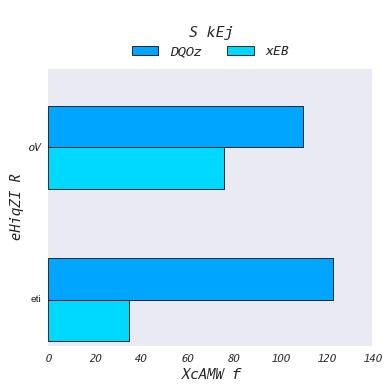 S kEj
DQOz xEB
oV
eHiqZI R
eti
0 20 40 60 80 100 120 140
XcAMW f